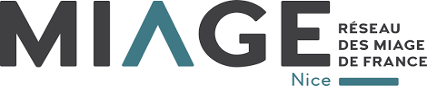 MIAGE
RÉSEAU
DES MIAGE
DE FRANCE
Nice